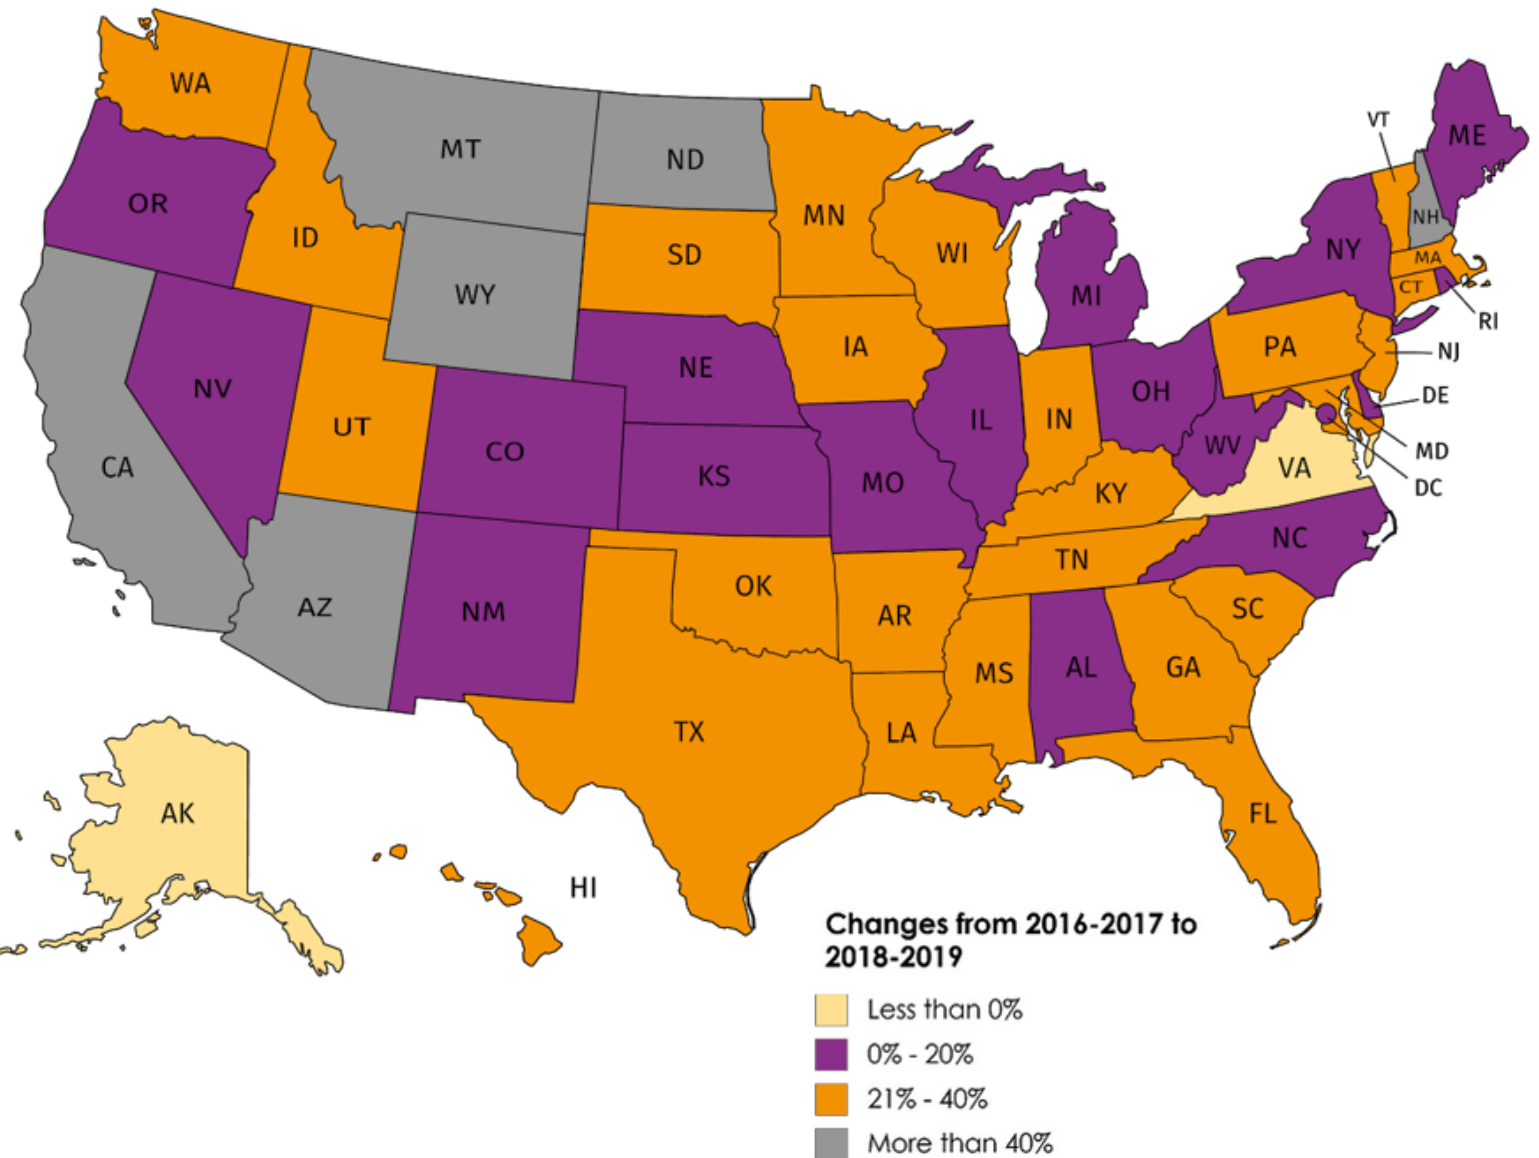 WA
MT
ND
MN
VT
ME
OR
ID
SD
WI
NY
NH
MA
CT
RI
WY
MI
IA
PA
NJ
NV
NE
OH
DE
UT
CO
IL
IN
WV
MD
CA
KS
MO
KY
VA
DC
NC
TN
AZ
NM
OK
AR
SC
MS
AL
GA
TX
LA
AK
FL
HI
Changes from 2016-2017 to
2018-2019
Less than 0%
0% - 20%
21% - 40%
More than 40%